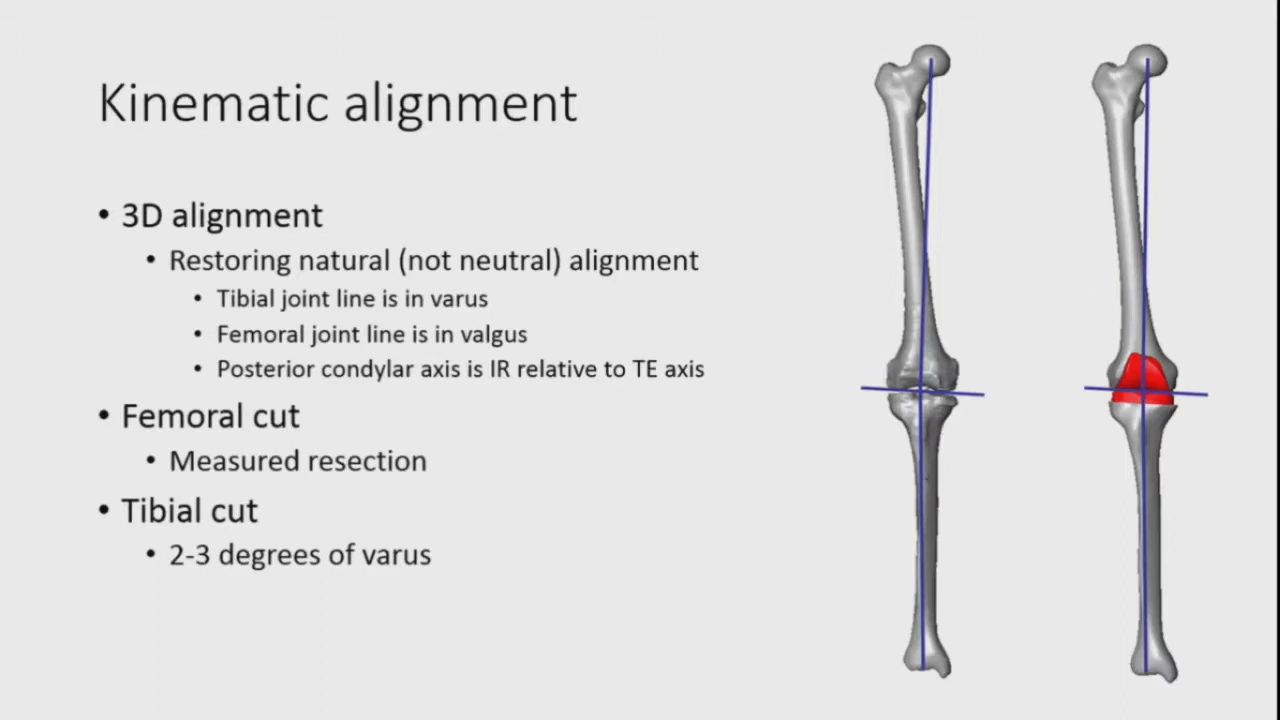 Kinematic alignment
• 3D alignment
• Restoring natural (not neutral) alignment
• Tibial joint line is in varus
• Femoral joint line is in valgus
• Posterior condylar axis is IR relative to TE axis
• Femoral cut
• Measured resection
• Tibial cut
• 2-3 degrees of varus